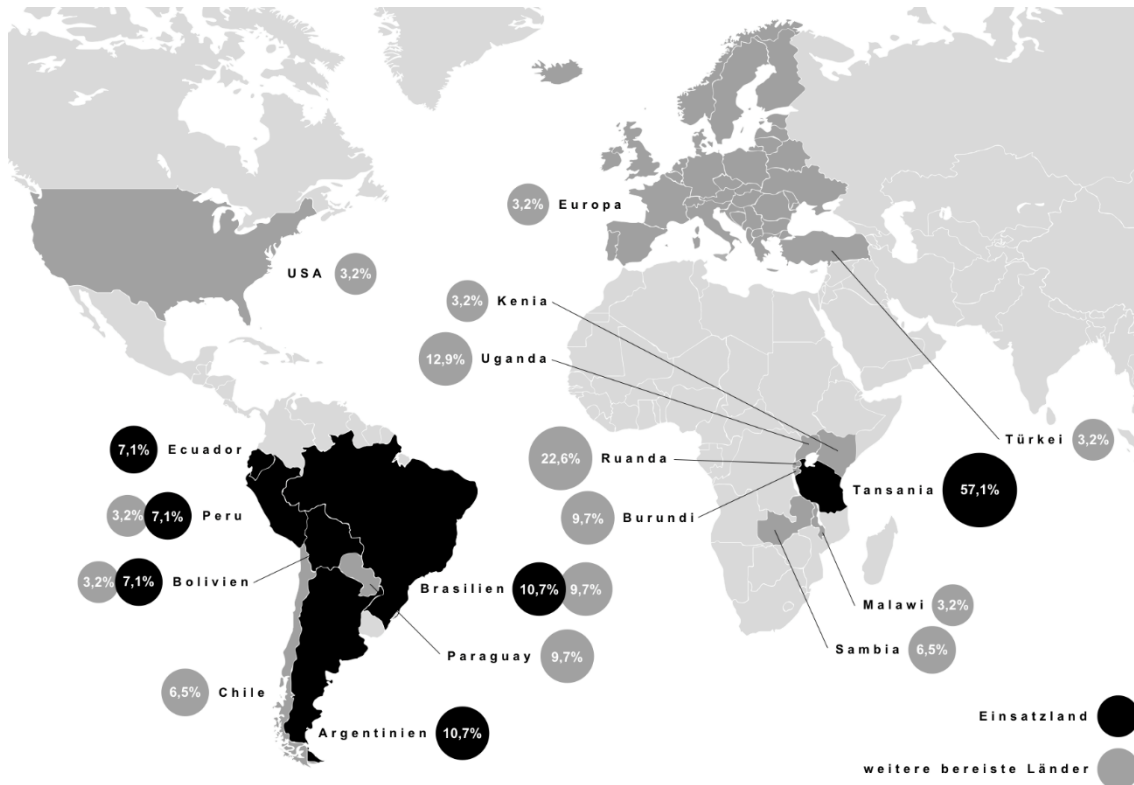 3,2% Europa
USA 3,2%
3,2% Kenia
12,9% Uganda
Türkei 3,2%
7,1% Ecuador
22,6% Ruanda
Tansania 57,1%
3,2% 7,1% Peru
9,7% Burundi
3,2% 7,1% Bolivien
Brasilien 10,7% 9,7%
Malawi 3,2%
Sambia 6,5%
Paraguay 9,7%
6,5% Chile
Argentinien 10,7%
Einsatzland
weitere bereiste Länder